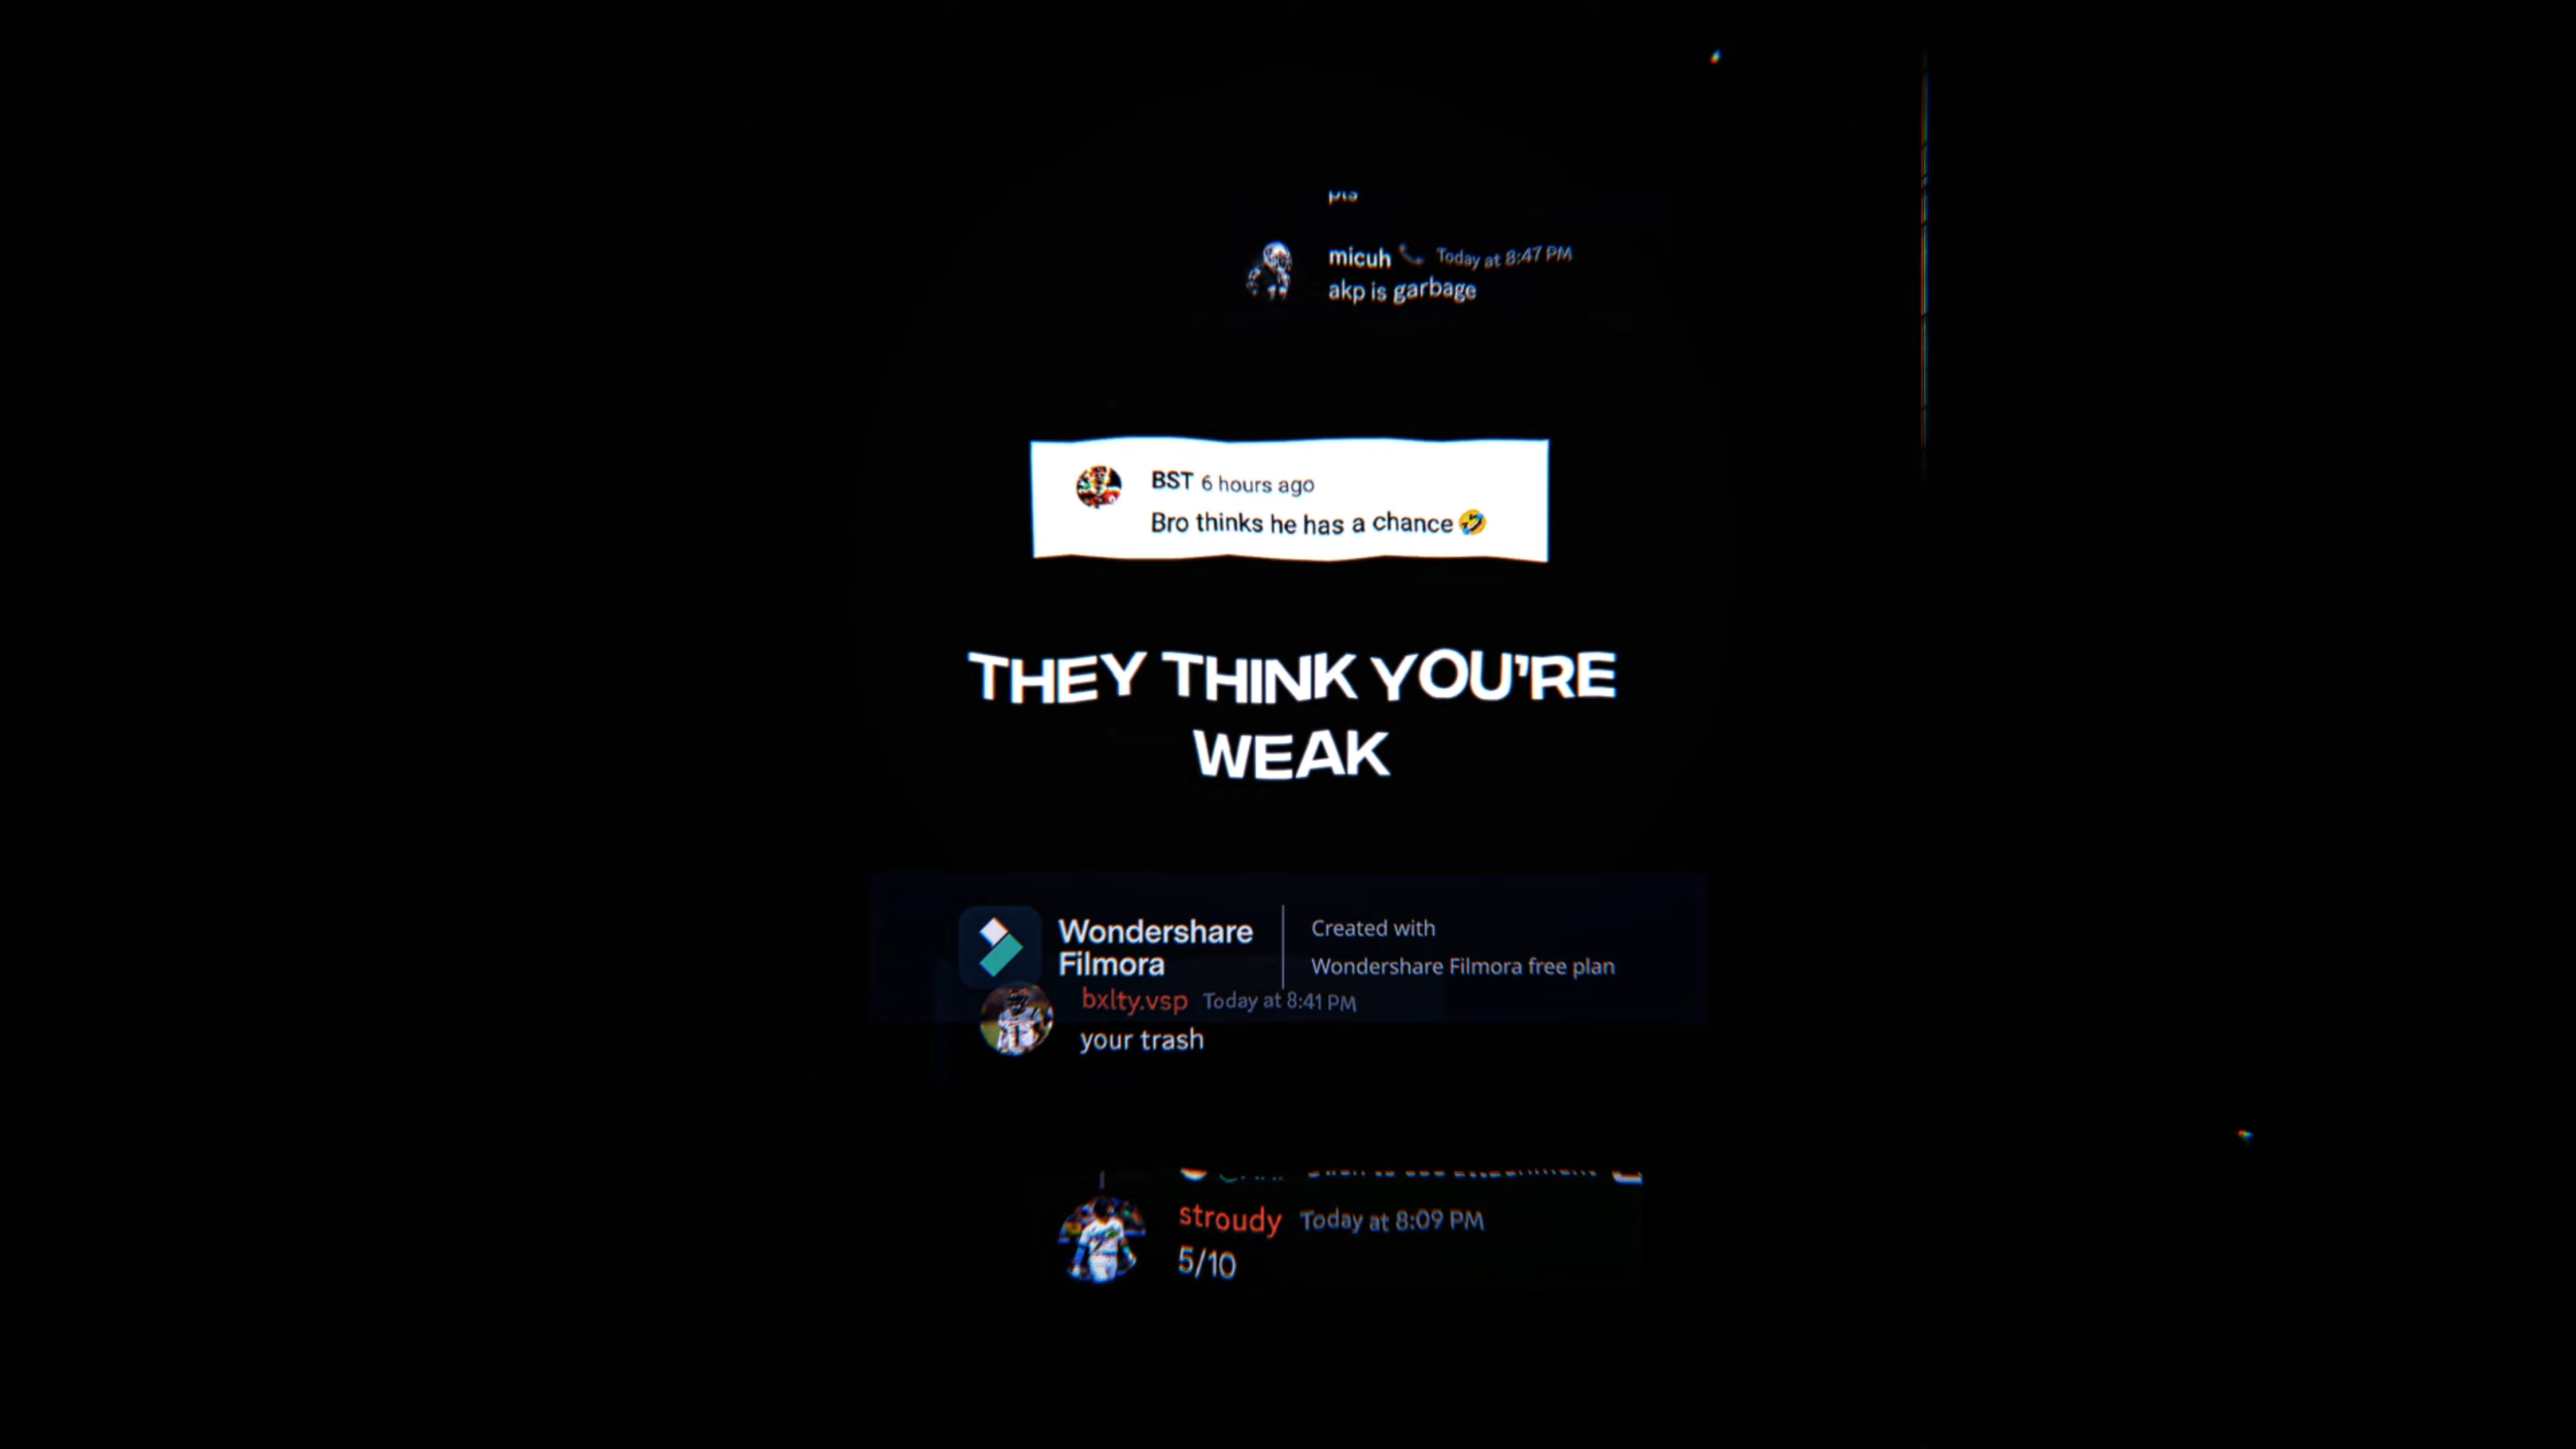 micuh Today at 8:47 PM
akp is garbage
BST 6 hours ago
Bro thinks he has a chance 🤣
THEY THINK YOU'RE
WEAK
Wondershare
Filmora
Created with
Wondershare Filmora free plan
bxlty.vsp Today at 8:41 PM
your trash
stroudy Today at 8:09 PM
5/10